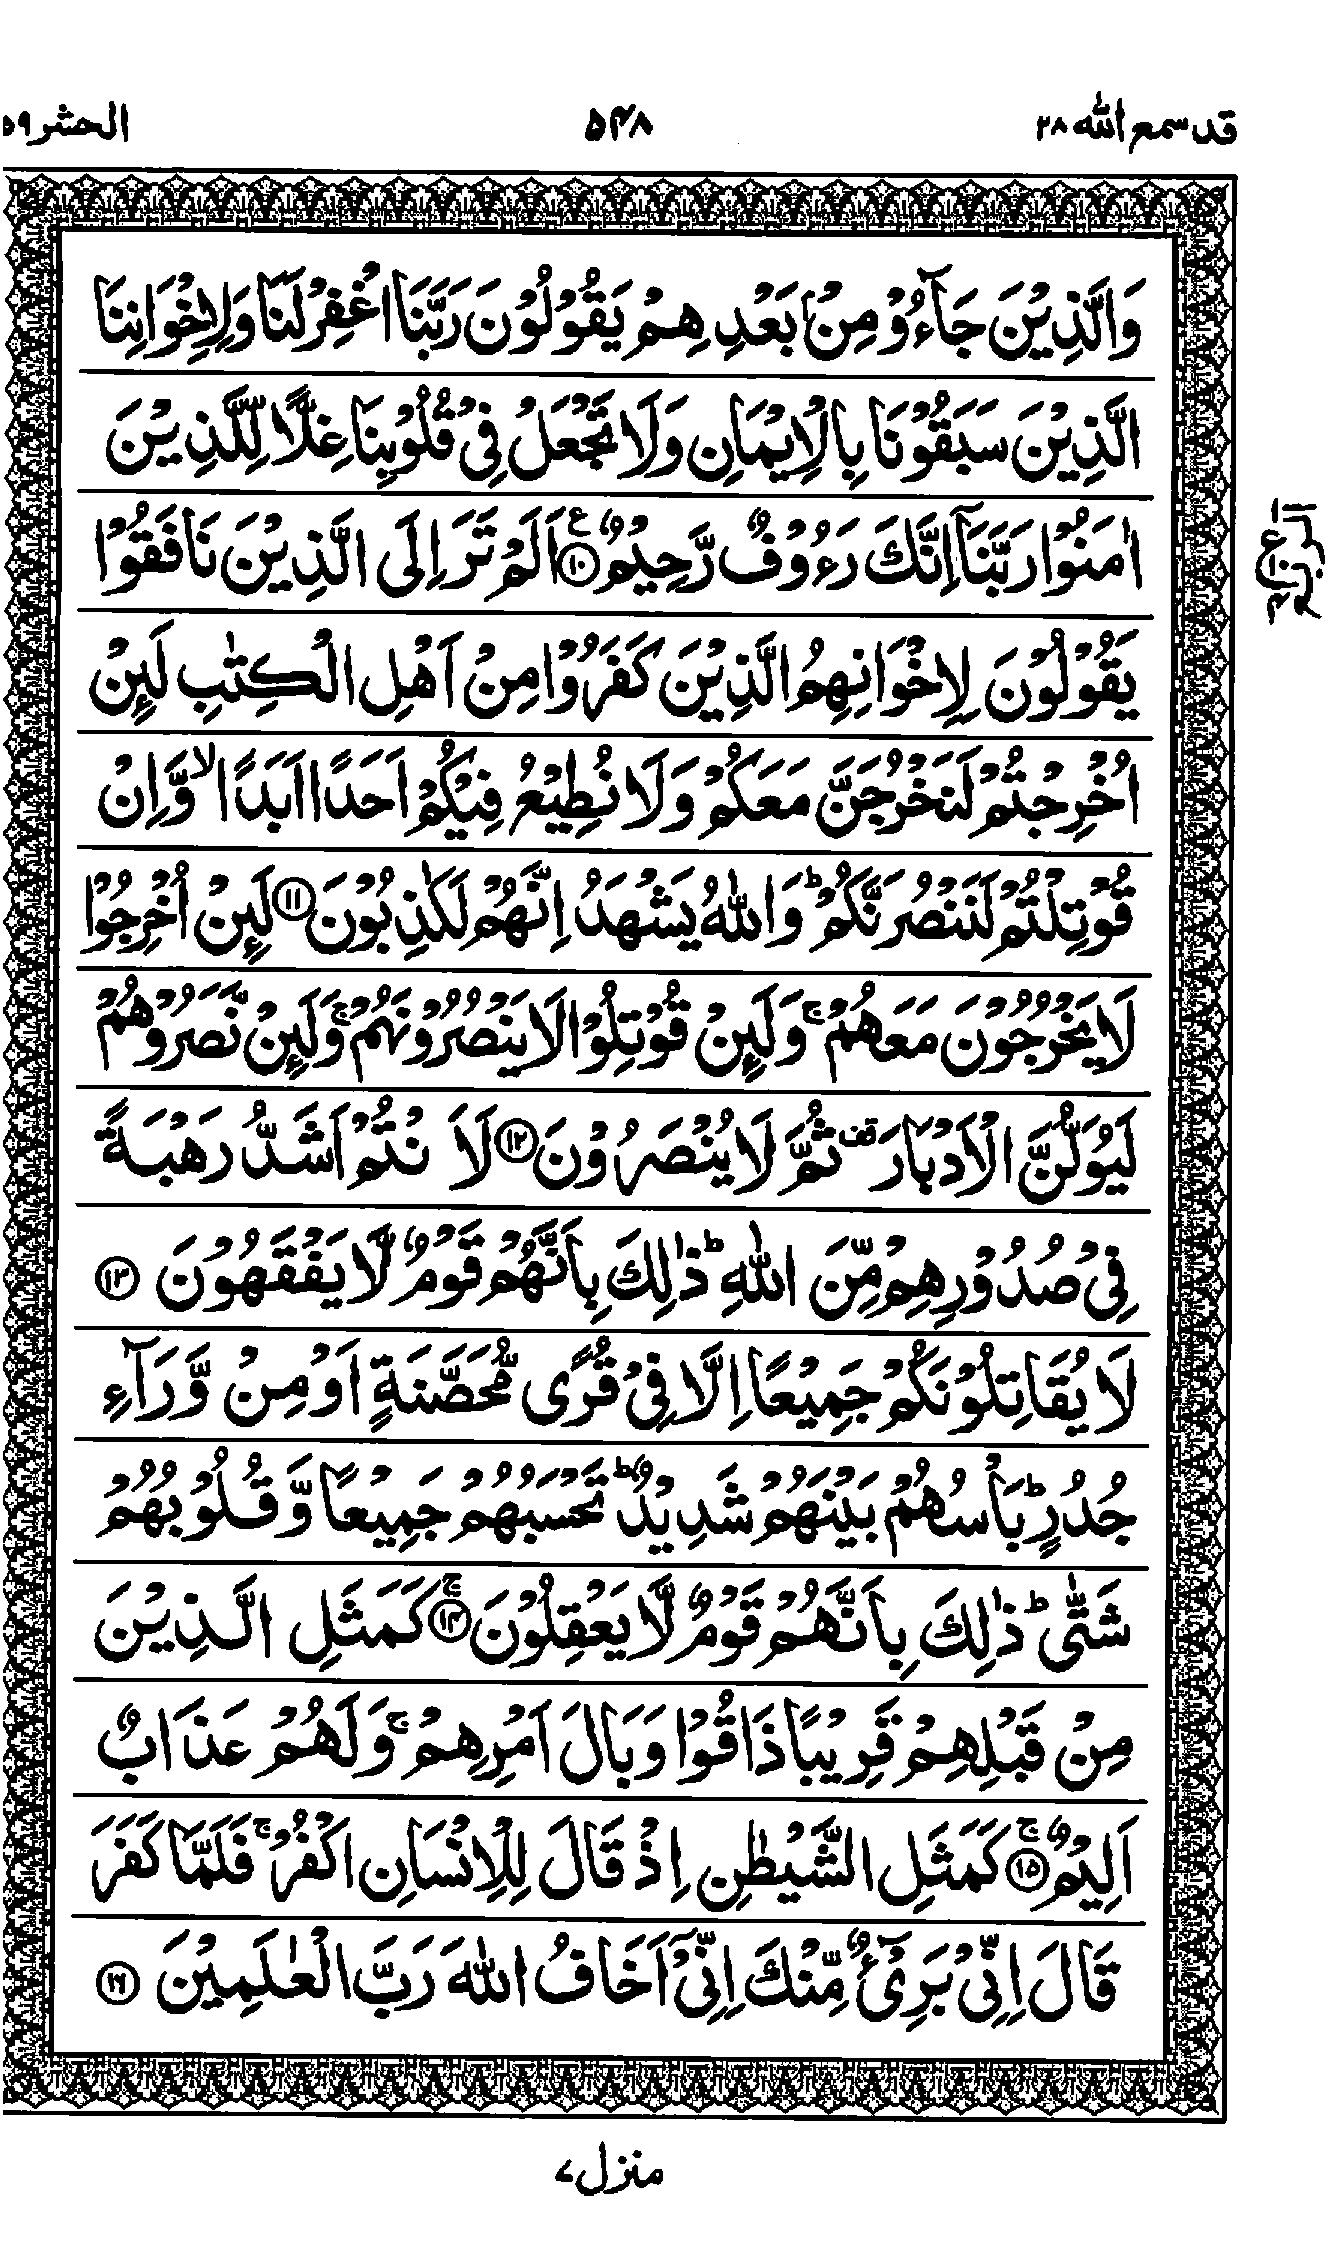 قد سمع الله ٢٨
٥٤٨
الحشر ٥٩
وَالَّذِيْنَ جَآءُوْ مِنْۢ بَعْدِهِمْ يَقُوْلُوْنَ رَبَّنَا اغْفِرْلَنَا وَلِاِخْوَانِنَا
الَّذِيْنَ سَبَقُوْنَا بِالْاِيْمَانِ وَلَا تَجْعَلْ فِيْ قُلُوْبِنَا غِلًّا لِّلَّذِيْنَ
اٰمَنُوْا رَبَّنَآ اِنَّكَ رَءُوْفٌ رَّحِيْمٌ ۧ﴿١٠﴾ اَلَمْ تَرَ اِلَى الَّذِيْنَ نَافَقُوْا
يَقُوْلُوْنَ لِاِخْوَانِهِمُ الَّذِيْنَ كَفَرُوْا مِنْ اَهْلِ الْكِتٰبِ لَئِنْ
اُخْرِجْتُمْ لَنَخْرُجَنَّ مَعَكُمْ وَلَا نُطِيْعُ فِيْكُمْ اَحَدًا اَبَدًا ۙ وَّاِنْ
قُوْتِلْتُمْ لَنَنْصُرَنَّكُمْ ؕ وَاللّٰهُ يَشْهَدُ اِنَّهُمْ لَكٰذِبُوْنَ ﴿١١﴾ لَئِنْ اُخْرِجُوْا
لَا يَخْرُجُوْنَ مَعَهُمْ ۚ وَلَئِنْ قُوْتِلُوْا لَا يَنْصُرُوْنَهُمْ ۚ وَلَئِنْ نَّصَرُوْهُمْ
لَيُوَلُّنَّ الْاَدْبَارَ قف ثُمَّ لَا يُنْصَرُوْنَ ﴿١٢﴾ لَاَنْتُمْ اَشَدُّ رَهْبَةً
فِيْ صُدُوْرِهِمْ مِّنَ اللّٰهِ ؕ ذٰلِكَ بِاَنَّهُمْ قَوْمٌ لَّا يَفْقَهُوْنَ ﴿١٣﴾
لَا يُقَاتِلُوْنَكُمْ جَمِيْعًا اِلَّا فِيْ قُرًى مُّحَصَّنَةٍ اَوْ مِنْ وَّرَآءِ
جُدُرٍ ؕ بَاْسُهُمْ بَيْنَهُمْ شَدِيْدٌ ؕ تَحْسَبُهُمْ جَمِيْعًا وَّقُلُوْبُهُمْ
شَتّٰى ؕ ذٰلِكَ بِاَنَّهُمْ قَوْمٌ لَّا يَعْقِلُوْنَ ۚ﴿١٤﴾ كَمَثَلِ الَّذِيْنَ
مِنْ قَبْلِهِمْ قَرِيْبًا ذَاقُوْا وَبَالَ اَمْرِهِمْ ۚ وَلَهُمْ عَذَابٌ
اَلِيْمٌ ۚ﴿١٥﴾ كَمَثَلِ الشَّيْطٰنِ اِذْ قَالَ لِلْاِنْسَانِ اكْفُرْ ۚ فَلَمَّا كَفَرَ
قَالَ اِنِّيْ بَرِيْٓءٌ مِّنْكَ اِنِّيْٓ اَخَافُ اللّٰهَ رَبَّ الْعٰلَمِيْنَ ﴿١٦﴾
منزل ٧